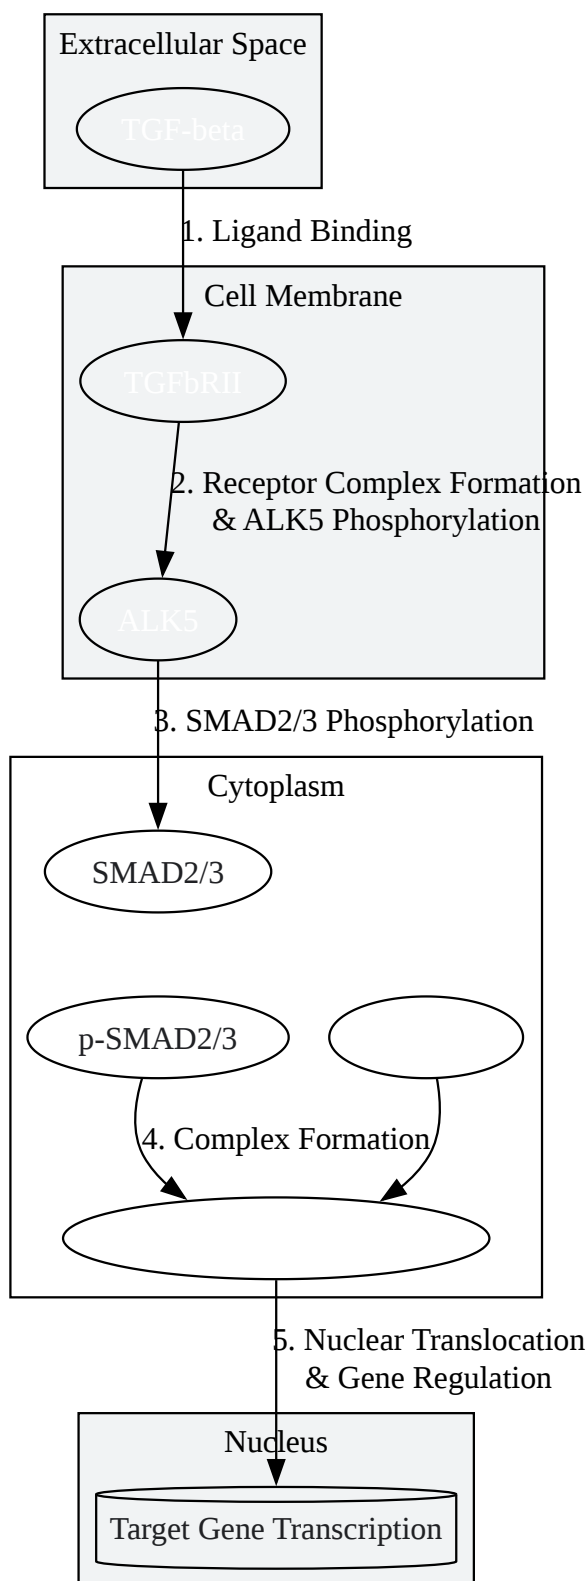 Extracellular Space
TGF-beta
1. Ligand Binding
Cell Membrane
TGFbRII
2. Receptor Complex Formation
& ALK5 Phosphorylation
ALK5
3. SMAD2/3 Phosphorylation
Cytoplasm
SMAD2/3
p-SMAD2/3
4. Complex Formation
5. Nuclear Translocation
& Gene Regulation
Nucleus
Target Gene Transcription